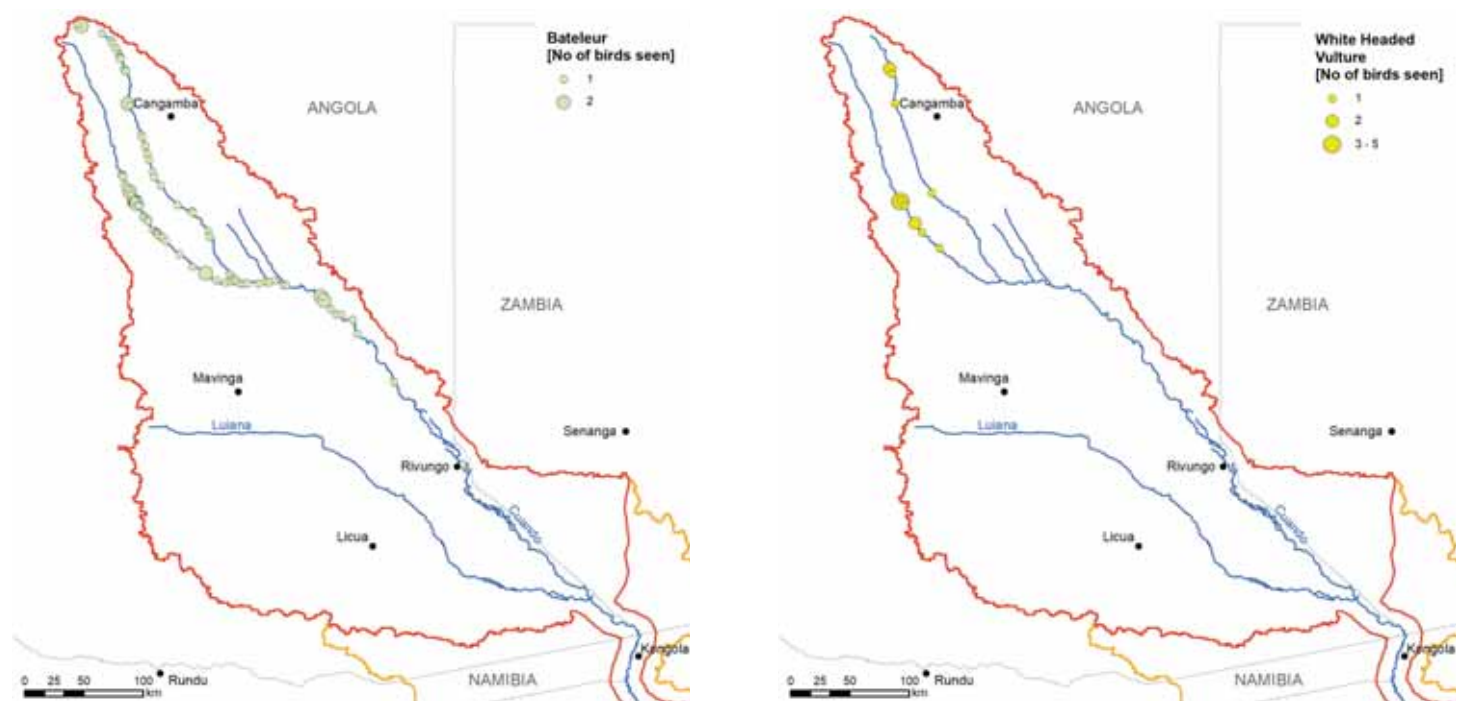 Bateleur
[No of birds seen]
1
2
Cangamba
ANGOLA
ZAMBIA
Mavinga
Luiana
Senanga
Rivungo
Cuando
Licua
Kongola
NAMIBIA
Rundu
0 25 50 100
km
White Headed
Vulture
[No of birds seen]
1
2
3 - 5
Cangamba
ANGOLA
ZAMBIA
Mavinga
Luiana
Senanga
Rivungo
Cuando
Licua
Kongola
NAMIBIA
Rundu
0 25 50 100
km